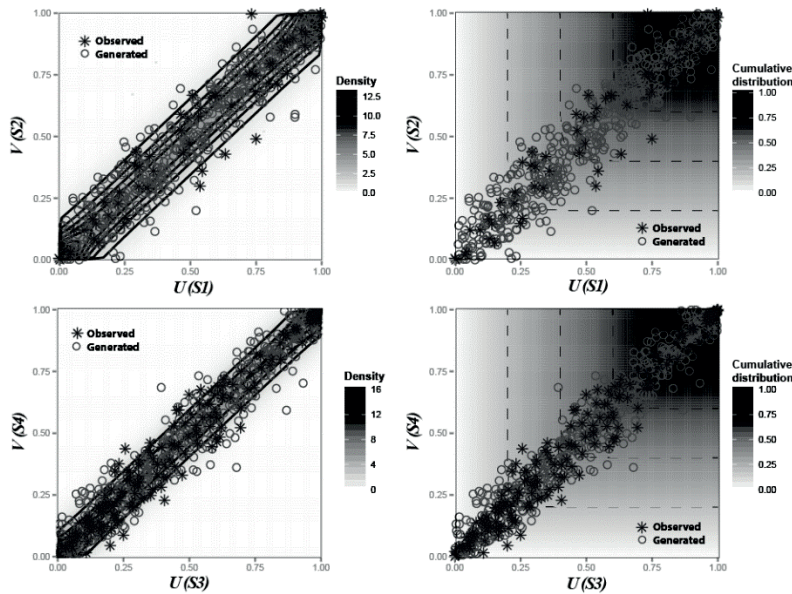 1.00
0.75
0.50
0.25
0.00
V (S2)
Observed
Generated
0.00 0.25 0.50 0.75 1.00
U (S1)
Density
12.5
10.0
7.5
5.0
2.5
0.0
1.00
0.75
0.50
0.25
0.00
V (S2)
Observed
Generated
0.00 0.25 0.50 0.75 1.00
U (S1)
Cumulative
distribution
1.00
0.75
0.50
0.25
0.00
1.00
0.75
0.50
0.25
0.00
V (S4)
Observed
Generated
0.00 0.25 0.50 0.75 1.00
U (S3)
Density
16
12
8
4
0
1.00
0.75
0.50
0.25
0.00
V (S4)
Observed
Generated
0.00 0.25 0.50 0.75 1.00
U (S3)
Cumulative
distribution
1.00
0.75
0.50
0.25
0.00